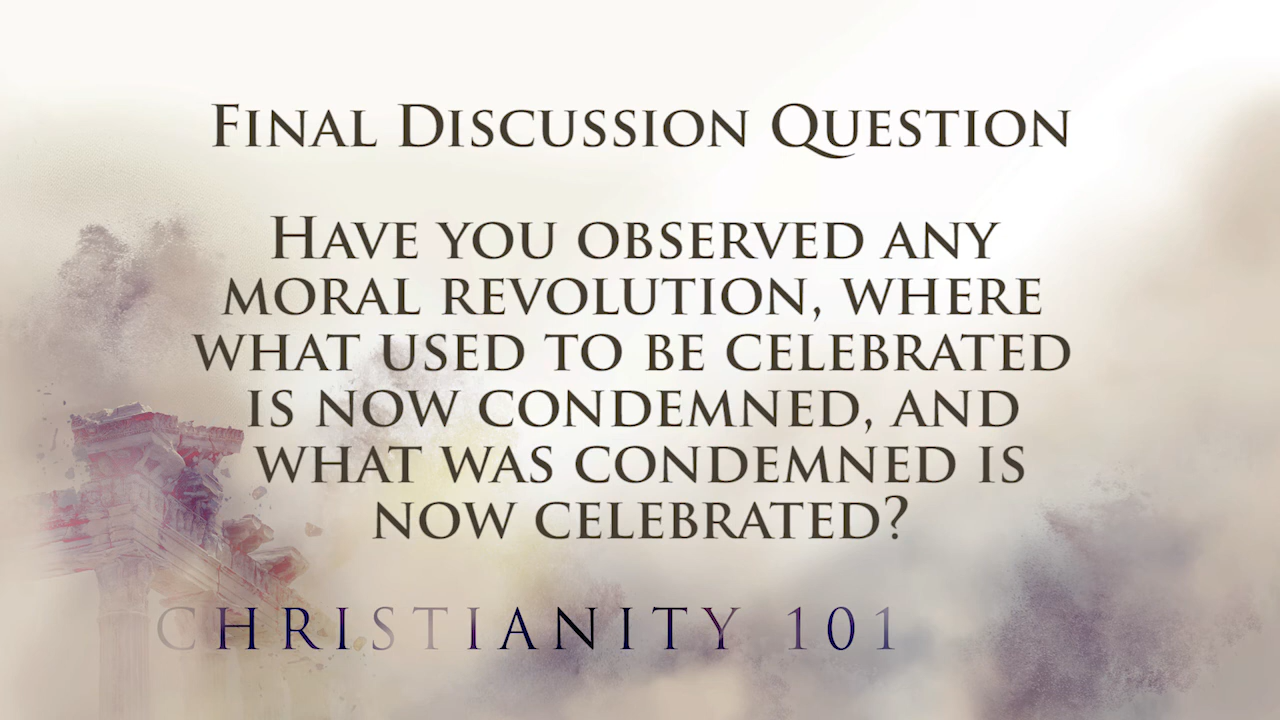 Final Discussion Question
Have you observed any
moral revolution, where
what used to be celebrated
is now condemned, and
what was condemned is
now celebrated?
CHRISTIANITY 101